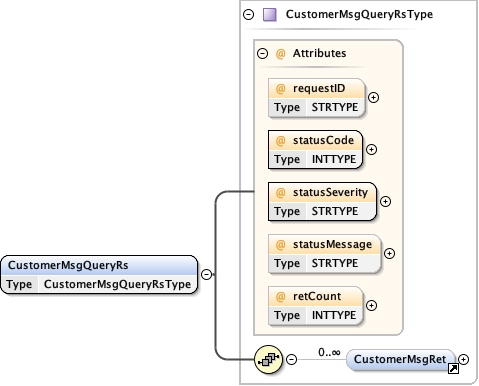 CustomerMsgQueryRsType
@ Attributes
@ requestID
Type STRTYPE
@ statusCode
Type INTTYPE
@ statusSeverity
Type STRTYPE
@ statusMessage
Type STRTYPE
@ retCount
Type INTTYPE
CustomerMsgQueryRs
Type CustomerMsgQueryRsType
0..∞
CustomerMsgRet